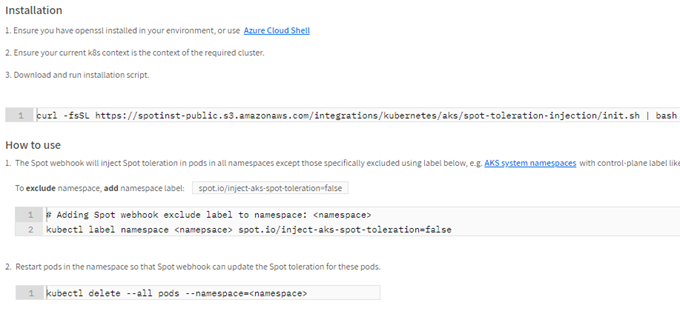 Installation
1. Ensure you have openssl installed in your environment, or use Azure Cloud Shell
2. Ensure your current k8s context is the context of the required cluster.
3. Download and run installation script.
1 curl -fsSL https://spotinst-public.s3.amazonaws.com/integrations/kubernetes/aks/spot-toleration-injection/init.sh | bash
How to use
1. The Spot webhook will inject Spot toleration in pods in all namespaces except those specifically excluded using label below, e.g. AKS system namespaces with control-plane label like
To exclude namespace, add namespace label: spot.io/inject-aks-spot-toleration=false
1 # Adding Spot webhook exclude label to namespace: <namespace>
2 kubectl label namespace <namepsace> spot.io/inject-aks-spot-toleration=false
2. Restart pods in the namespace so that Spot webhook can update the Spot toleration for these pods.
1 kubectl delete --all pods --namespace=<namespace>